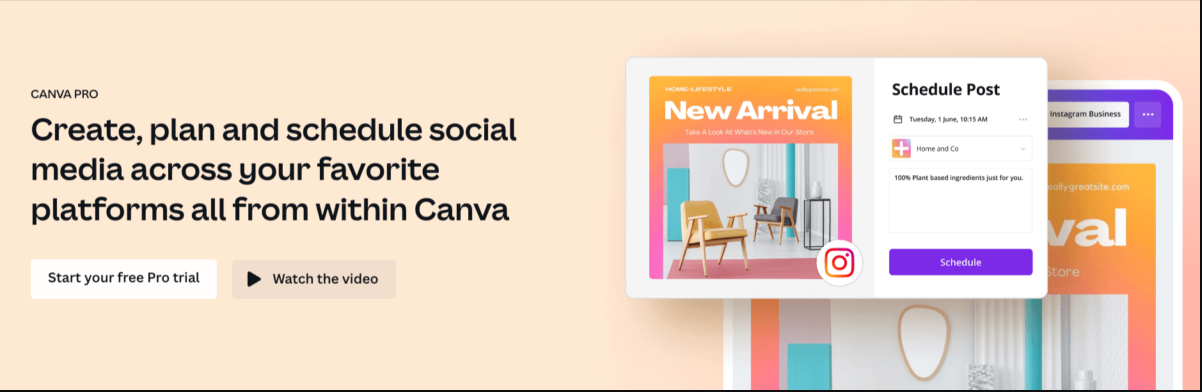 CANVA PRO
Create, plan and schedule social
media across your favorite
platforms all from within Canva
Start your free Pro trial
Watch the video
HOME+LIFESTYLE
reallygreatsite.com
New Arrival
Take A Look At What's New in Our Store
Schedule Post
Tuesday, 1 June, 10:15 AM
Home and Co
100% Plant based ingredients just for you.
Schedule
Instagram Business
eallygreatsite.com
val
Store